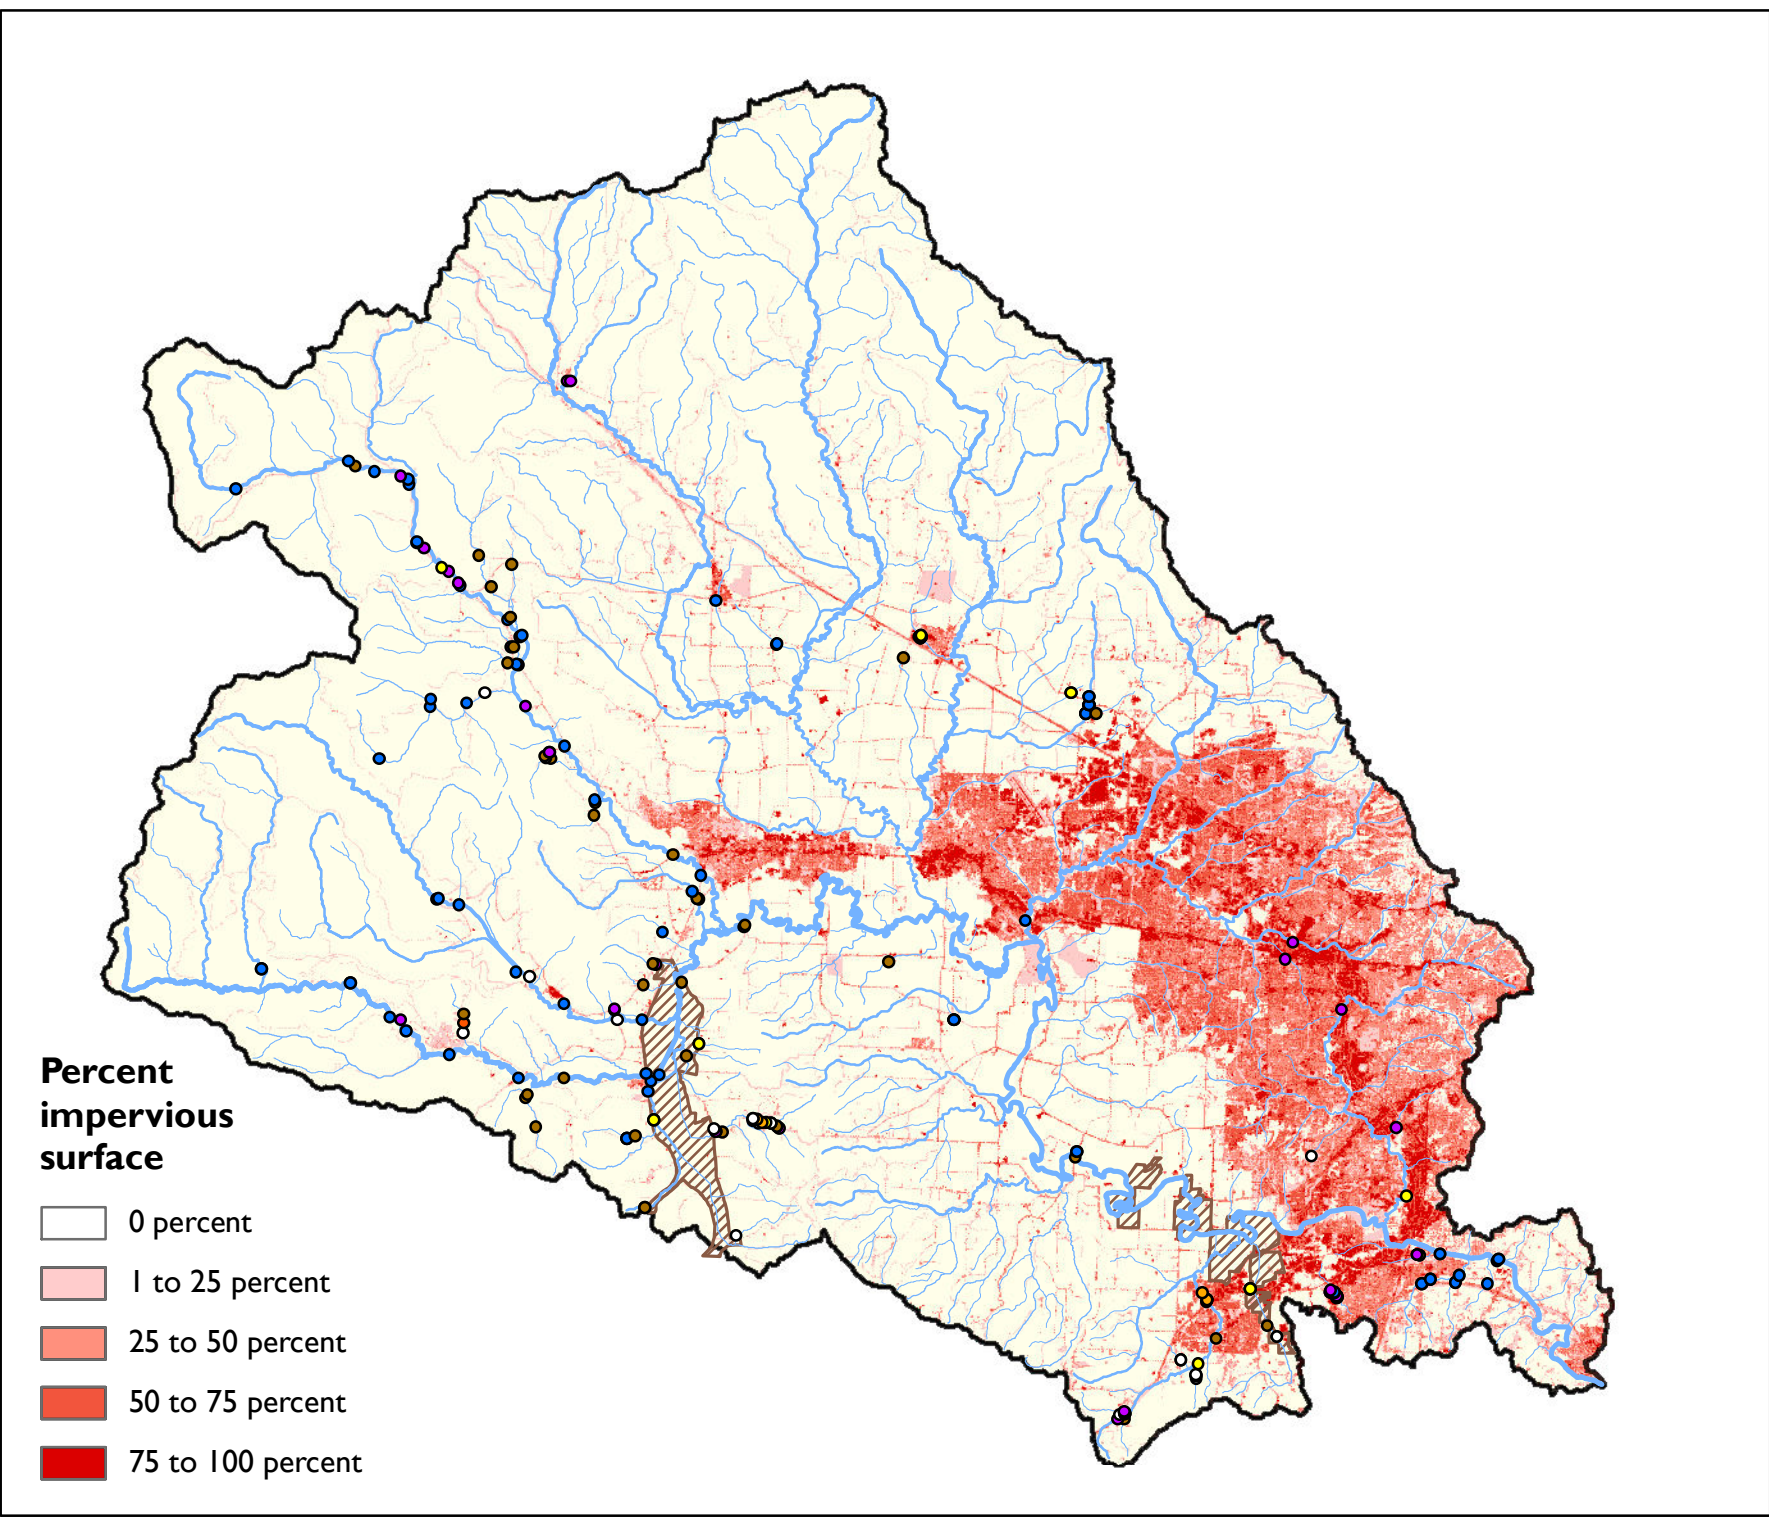 Percent
impervious
surface
0 percent
1 to 25 percent
25 to 50 percent
50 to 75 percent
75 to 100 percent